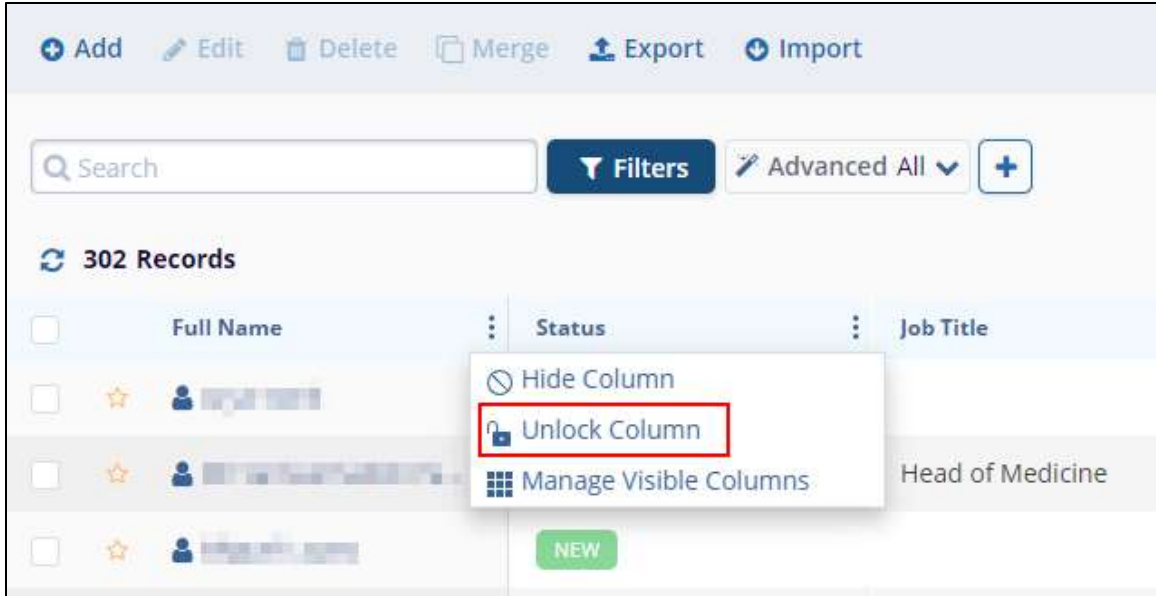 Add Edit Delete Merge Export Import
Search Filters Advanced All
302 Records
Full Name Status Job Title
Hide Column
Unlock Column
Manage Visible Columns
Head of Medicine
NEW